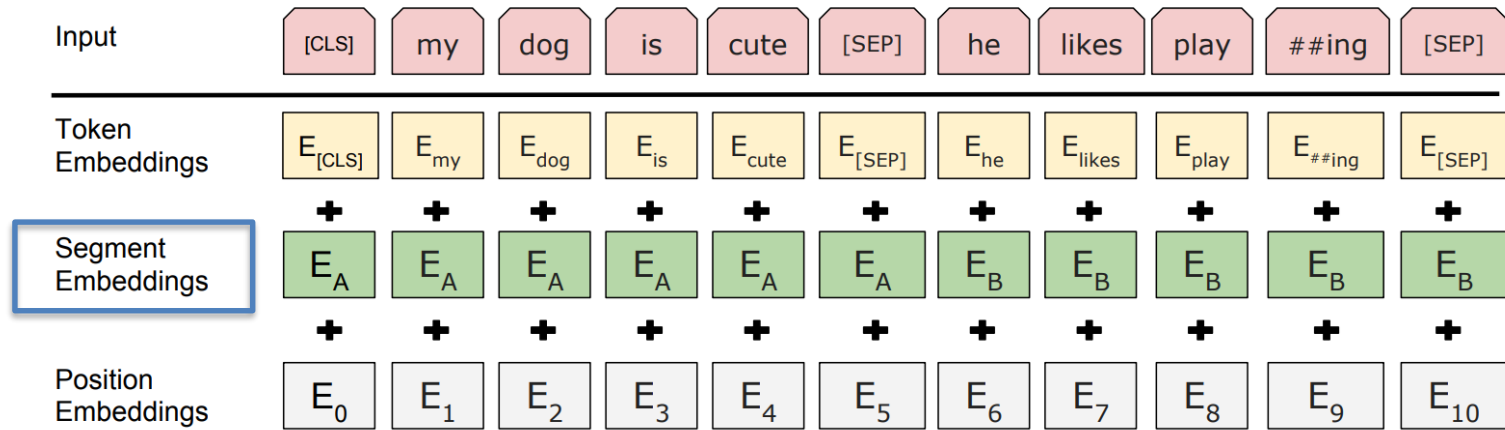 Input [CLS] my dog is cute [SEP] he likes play ##ing [SEP]
Token
Embeddings E[CLS] Emy Edog Eis Ecute E[SEP] Ehe Elikes Eplay E##ing E[SEP]
+ + + + + + + + + + +
Segment
Embeddings EA EA EA EA EA EA EB EB EB EB EB
+ + + + + + + + + + +
Position
Embeddings E0 E1 E2 E3 E4 E5 E6 E7 E8 E9 E10